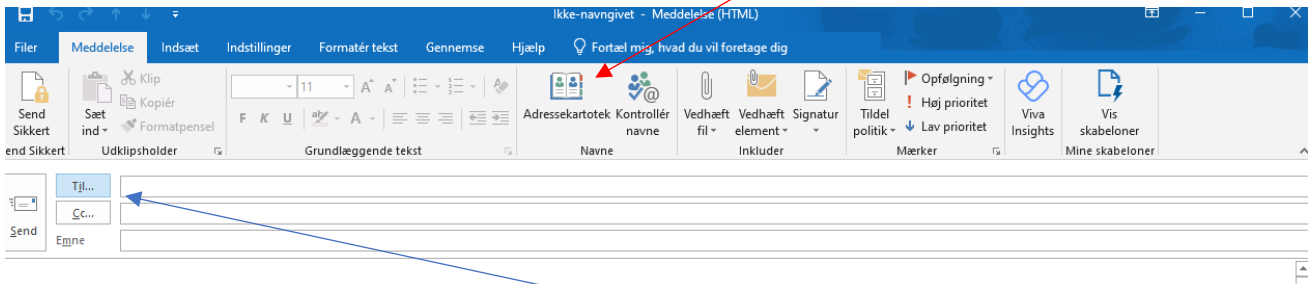 Ikke-navngivet - Meddelelse (HTML)
Filer Meddelelse Indsæt Indstillinger Formatér tekst Gennemse Hjælp Fortæl mig, hvad du vil foretage dig
Send Sikkert
end Sikkert
Sæt ind
Klip
Kopiér
Formatpensel
Udklipsholder
11 A A
F K U ab A
Grundlæggende tekst
Adressekartotek
Kontrollér navne
Navne
Vedhæft fil
Vedhæft element
Signatur
Inkluder
Tildel politik
Opfølgning
! Høj prioritet
Lav prioritet
Mærker
Viva Insights
Vis skabeloner
Mine skabeloner
Send
Til...
Cc...
Emne